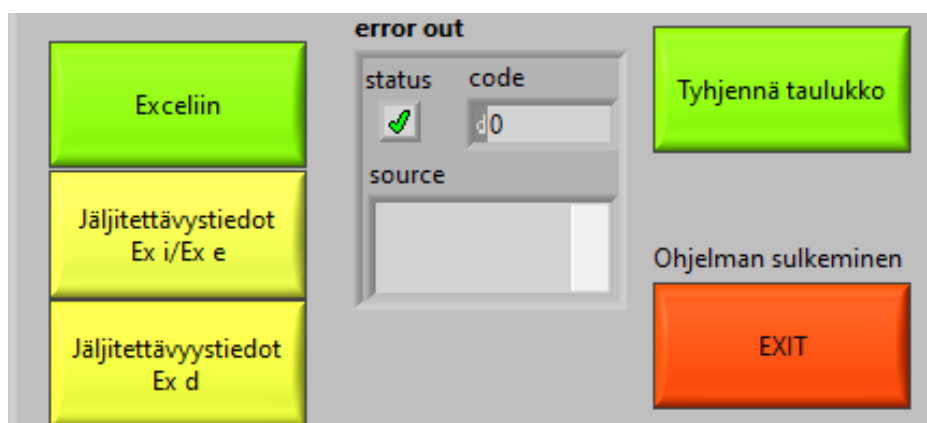 Exceliin
Jäljitettävystiedot
Ex i/Ex e
Jäljitettävyystiedot
Ex d
error out
status code
d0
source
Tyhjennä taulukko
Ohjelman sulkeminen
EXIT